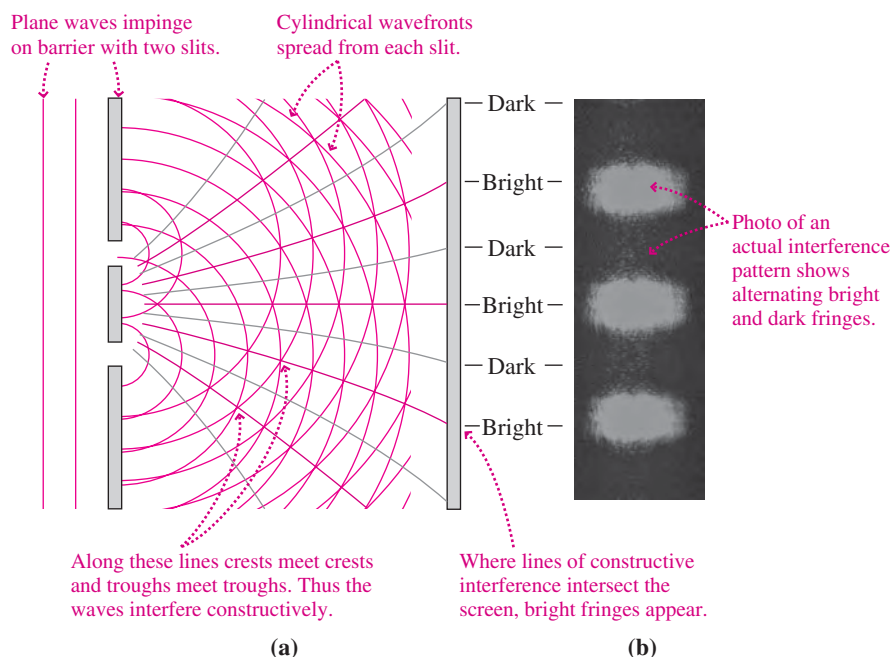 Plane waves impinge
on barrier with two slits.
Cylindrical wavefronts
spread from each slit.
Dark
Bright
Dark
Bright
Dark
Bright
Photo of an
actual interference
pattern shows
alternating bright
and dark fringes.
Along these lines crests meet crests
and troughs meet troughs. Thus the
waves interfere constructively.
Where lines of constructive
interference intersect the
screen, bright fringes appear.
(a)
(b)